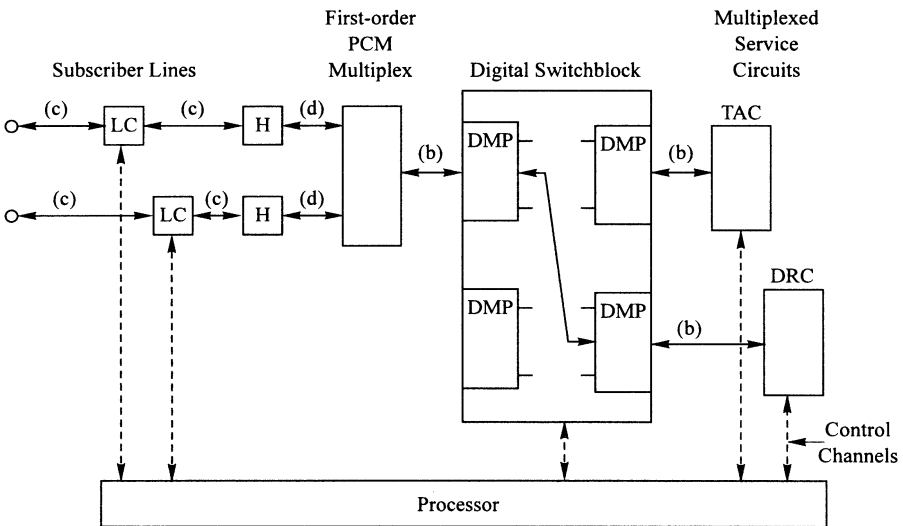 First-order
PCM
Multiplex
Multiplexed
Service
Circuits
Subscriber Lines
Digital Switchblock
(c)
LC
(c)
H
(d)
(b)
DMP
DMP
(b)
TAC
(c)
LC
(c)
H
(d)
DMP
DMP
(b)
DRC
Control
Channels
Processor